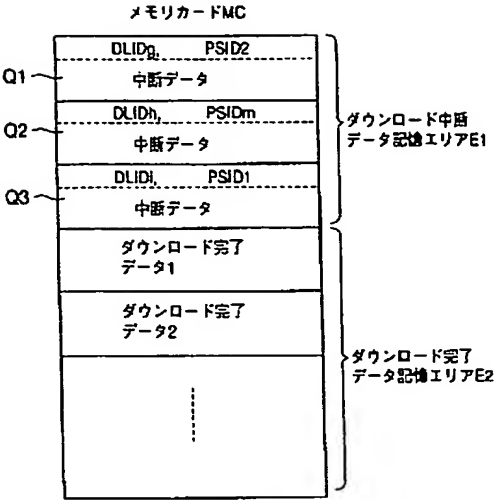 メモリカードMC
DLIDg, PSID2
Q1 中断データ
DLIDh, PSIDm
Q2 中断データ
DLIDi, PSID1
Q3 中断データ
ダウンロード中断
データ記憶エリアE1
ダウンロード完了
データ1
ダウンロード完了
データ2
ダウンロード完了
データ記憶エリアE2